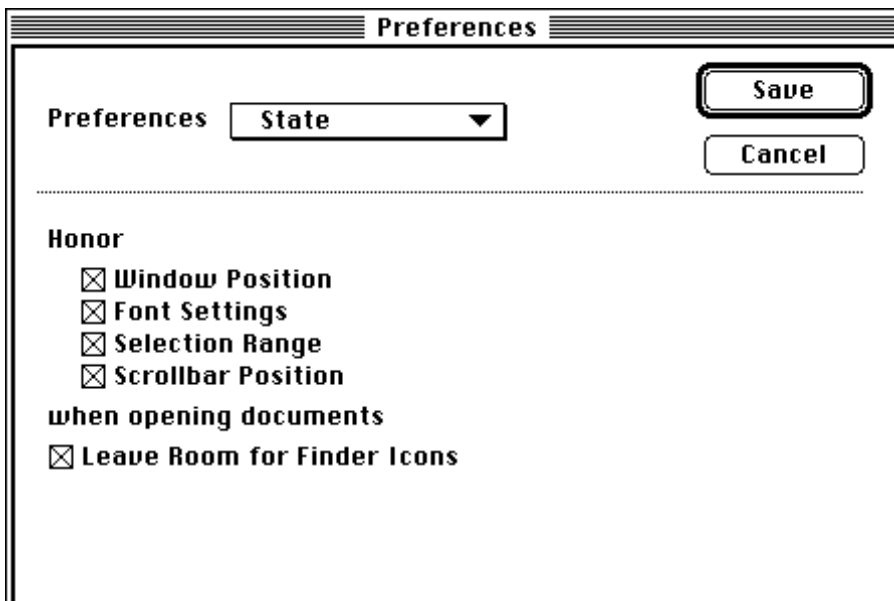 Preferences
Save
Preferences State
Cancel
Honor
Window Position
Font Settings
Selection Range
Scrollbar Position
when opening documents
Leave Room for Finder Icons